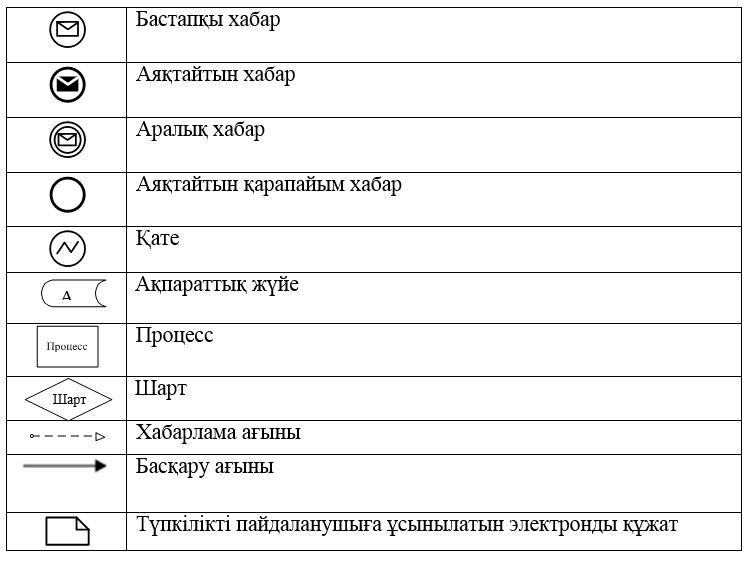 Бастапқы хабар
Аяқтайтын хабар
Аралық хабар
Аяқтайтын қарапайым хабар
Қате
Д
Ақпараттық жүйе
Процесс
Процесс
Шарт
Шарт
Хабарлама ағыны
Басқару ағыны
Түпкілікті пайдаланушыға ұсынылатын электронды құжат